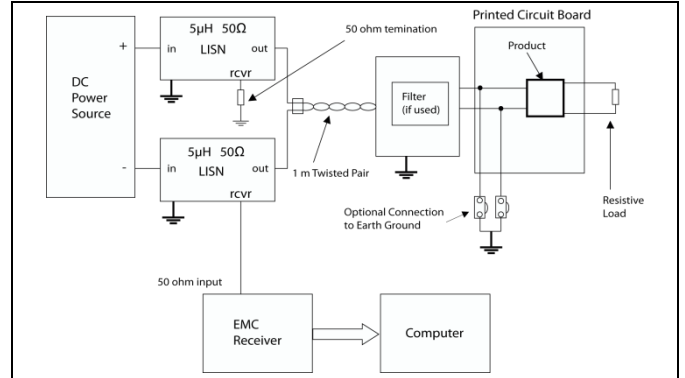 Printed Circuit Board
5µH 50Ω
in
out
LISN
rcvr
50 ohm temination
Product
+
DC
Power
Source
Filter
(if used)
5µH 50Ω
-
in
out
LISN
rcvr
1 m Twisted Pair
Optional Connection
to Earth Ground
Resistive
Load
50 ohm input
EMC
Receiver
Computer